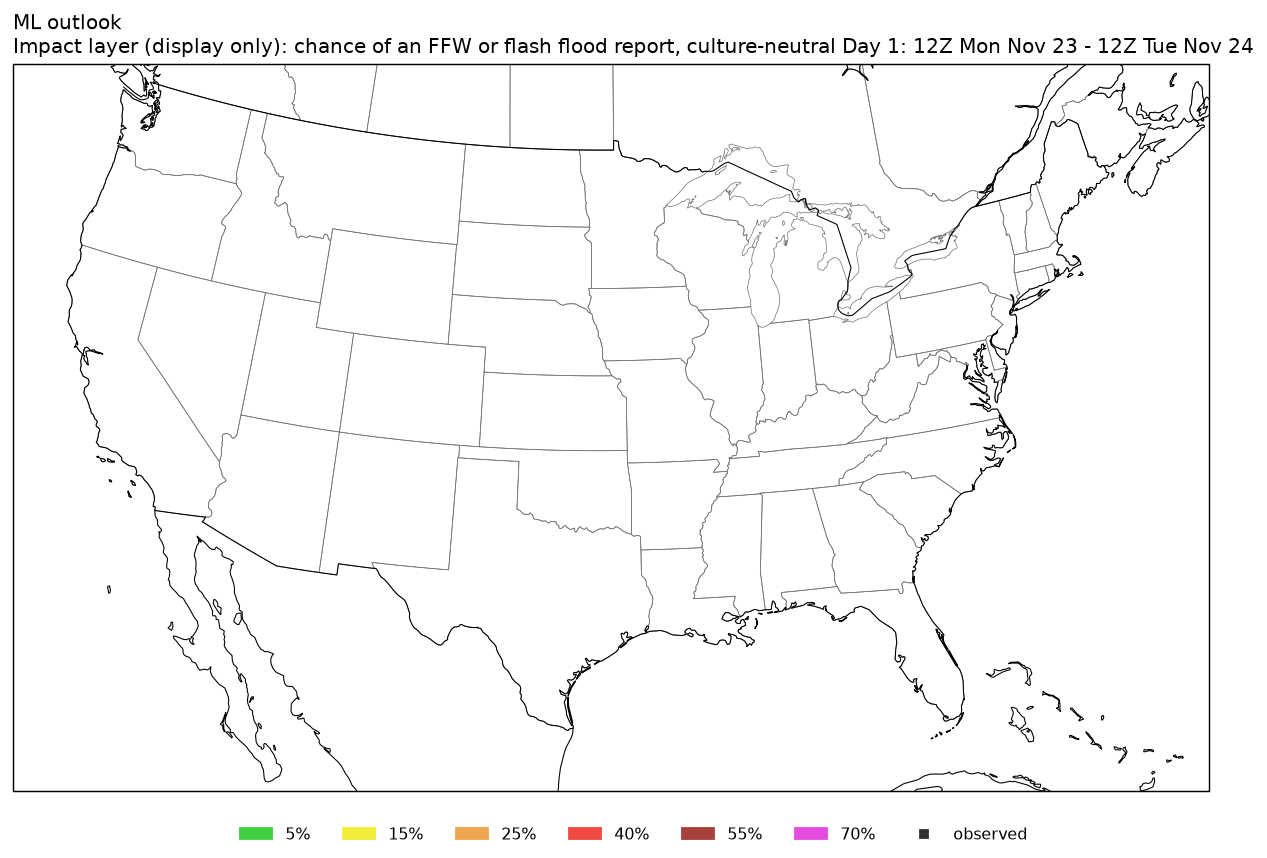 ML outlook
Impact layer (display only): chance of an FFW or flash flood report, culture-neutral Day 1: 12Z Mon Nov 23 - 12Z Tue Nov 24
5% 15% 25% 40% 55% 70% observed